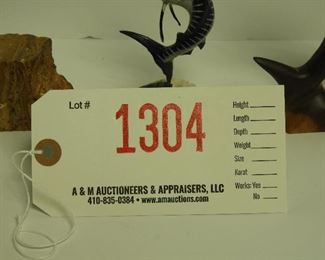 Lot #
1304
Height
Length
Depth
Weight
Size
Karat
Works: Yes
No
A & M AUCTIONEERS & APPRAISERS, LLC
410-835-0384 • www.amauctions.com